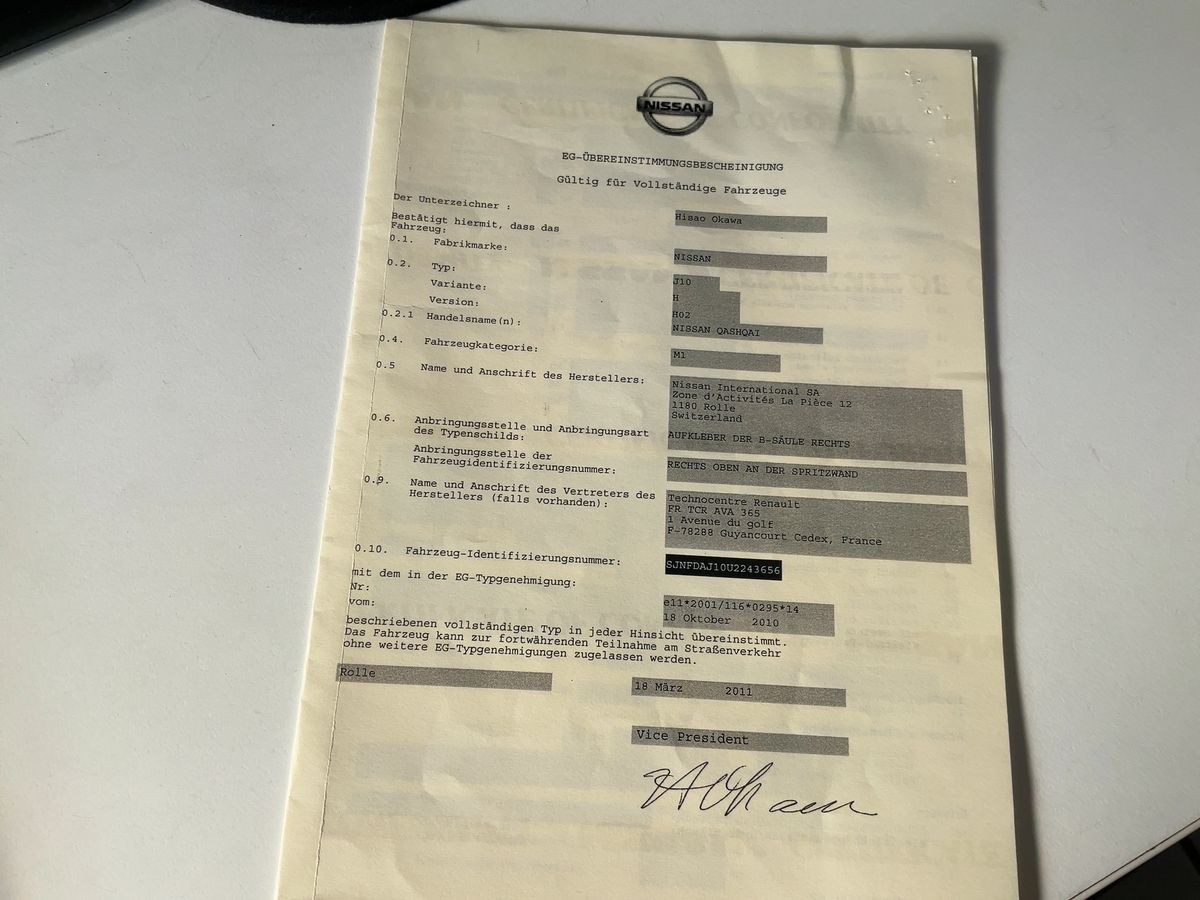 NISSAN
EG-ÜBEREINSTIMMUNGSBESCHEINIGUNG
Gültig für Vollständige Fahrzeuge
Der Unterzeichner :
Hisao Okawa
Bestätigt hiermit, dass das
Fahrzeug:
0.1. Fabrikmarke: NISSAN
0.2. Typ: J10
Variante: H
Version: H02
0.2.1 Handelsname(n): NISSAN QASHQAI
0.4. Fahrzeugkategorie: M1
0.5 Name und Anschrift des Herstellers: Nissan International SA
Zone d'Activités La Pièce 12
1180 Rolle
Switzerland
0.6. Anbringungsstelle und Anbringungsart
des Typenschilds: AUFKLEBER DER B-SÄULE RECHTS
Anbringungsstelle der
Fahrzeugidentifizierungsnummer: RECHTS OBEN AN DER SPRITZWAND
0.9. Name und Anschrift des Vertreters des
Herstellers (falls vorhanden): Technocentre Renault
FR TCR AVA 365
1 Avenue du golf
F-78288 Guyancourt Cedex, France
0.10. Fahrzeug-Identifizierungsnummer: SJNFDAJ10U2243656
mit dem in der EG-Typgenehmigung:
Nr: e11*2001/116*0295*14
vom: 18 Oktober 2010
beschriebenen vollständigen Typ in jeder Hinsicht übereinstimmt.
Das Fahrzeug kann zur fortwährenden Teilnahme am Straßenverkehr
ohne weitere EG-Typgenehmigungen zugelassen werden.
Rolle 18 März 2011
Vice President